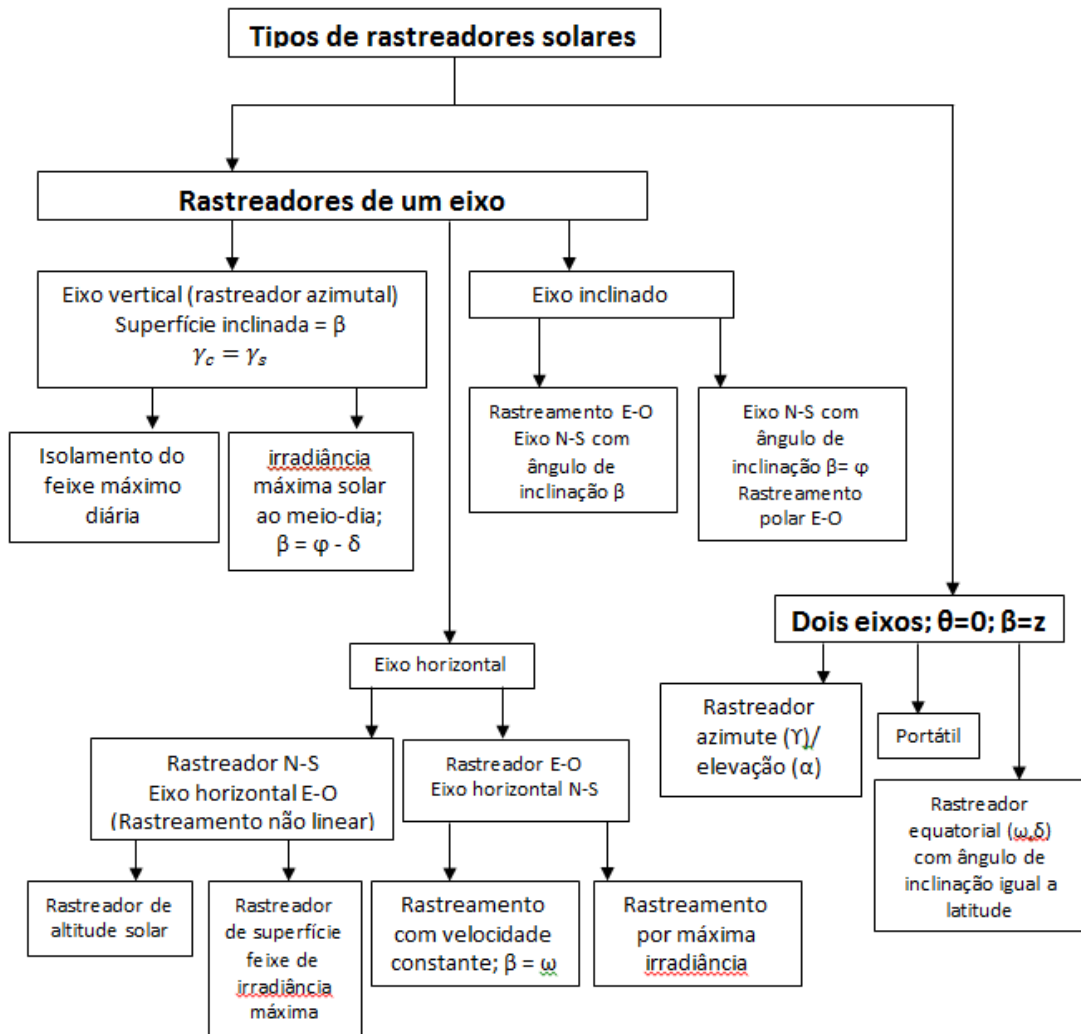 Tipos de rastreadores solares
Rastreadores de um eixo
Eixo vertical (rastreador azimutal)
Superfície inclinada = β
γc = γs
Eixo inclinado
Isolamento do
feixe máximo
diária
irradiância
máxima solar
ao meio-dia;
β = φ - δ
Rastreamento E-O
Eixo N-S com
ângulo de
inclinação β
Eixo N-S com
ângulo de
inclinação β= φ
Rastreamento
polar E-O
Dois eixos; θ=0; β=z
Eixo horizontal
Rastreador
azimute (ϒ)/
elevação (α)
Portátil
Rastreador
equatorial (ω,δ)
com ângulo de
inclinação igual a
latitude
Rastreador N-S
Eixo horizontal E-O
(Rastreamento não linear)
Rastreador E-O
Eixo horizontal N-S
Rastreador de
altitude solar
Rastreador
de superfície
feixe de
irradiância
máxima
Rastreamento
com velocidade
constante; β = ω
Rastreamento
por máxima
irradiância